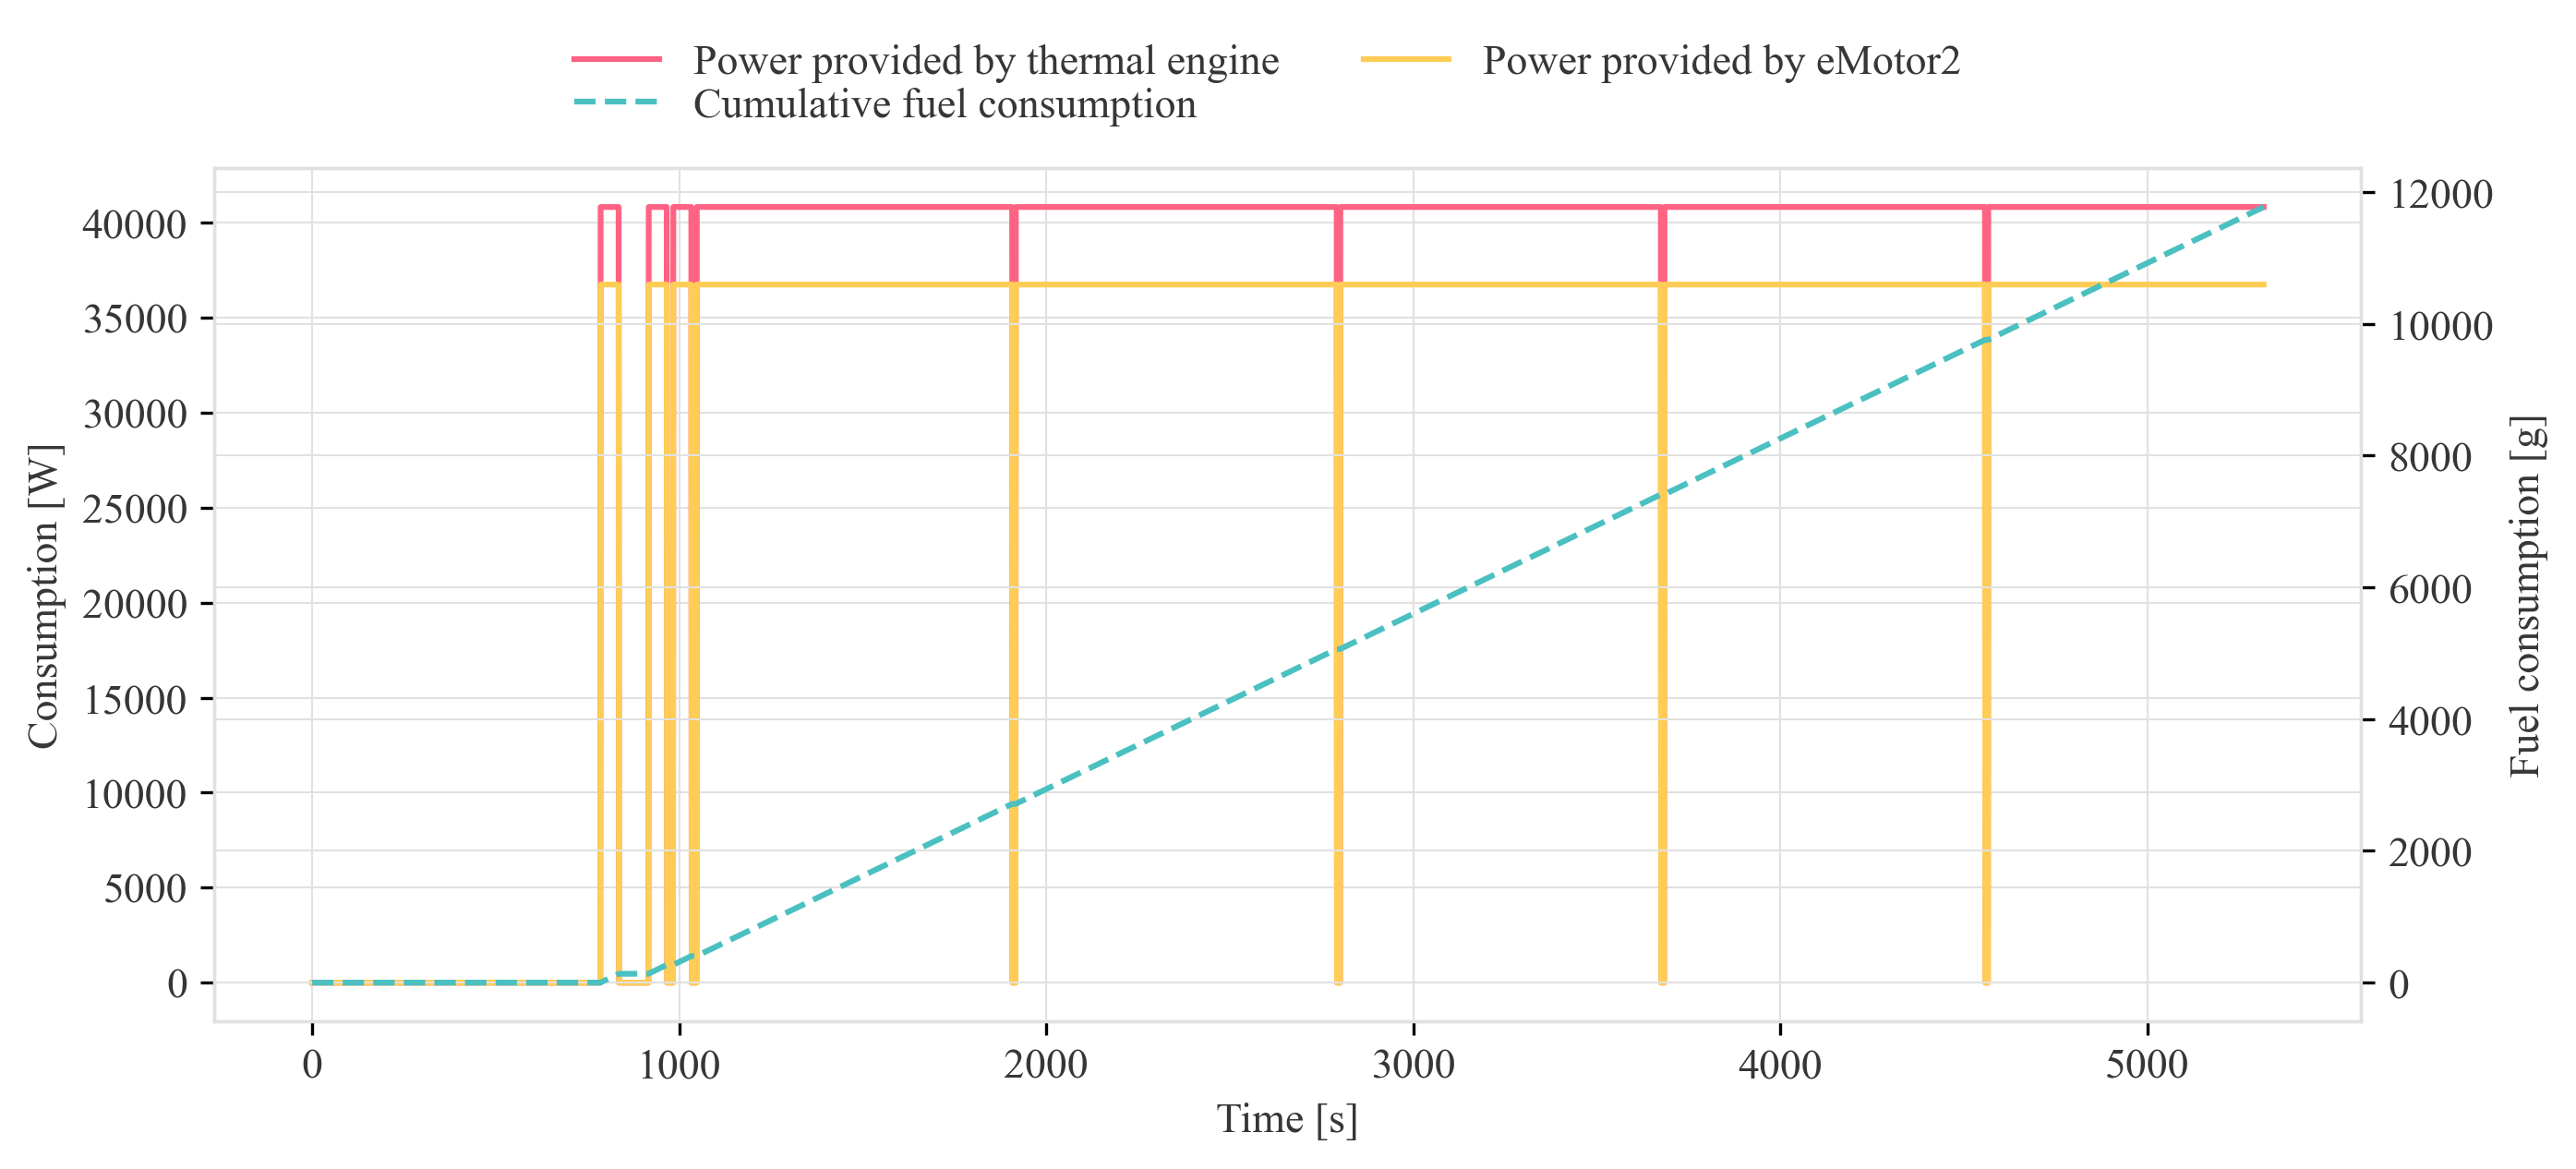 Power provided by thermal engine
Power provided by eMotor2
Cumulative fuel consumption
40000
35000
30000
25000
20000
15000
10000
5000
0
Consumption [W]
12000
10000
8000
6000
4000
2000
0
Fuel consumption [g]
0 1000 2000 3000 4000 5000
Time [s]